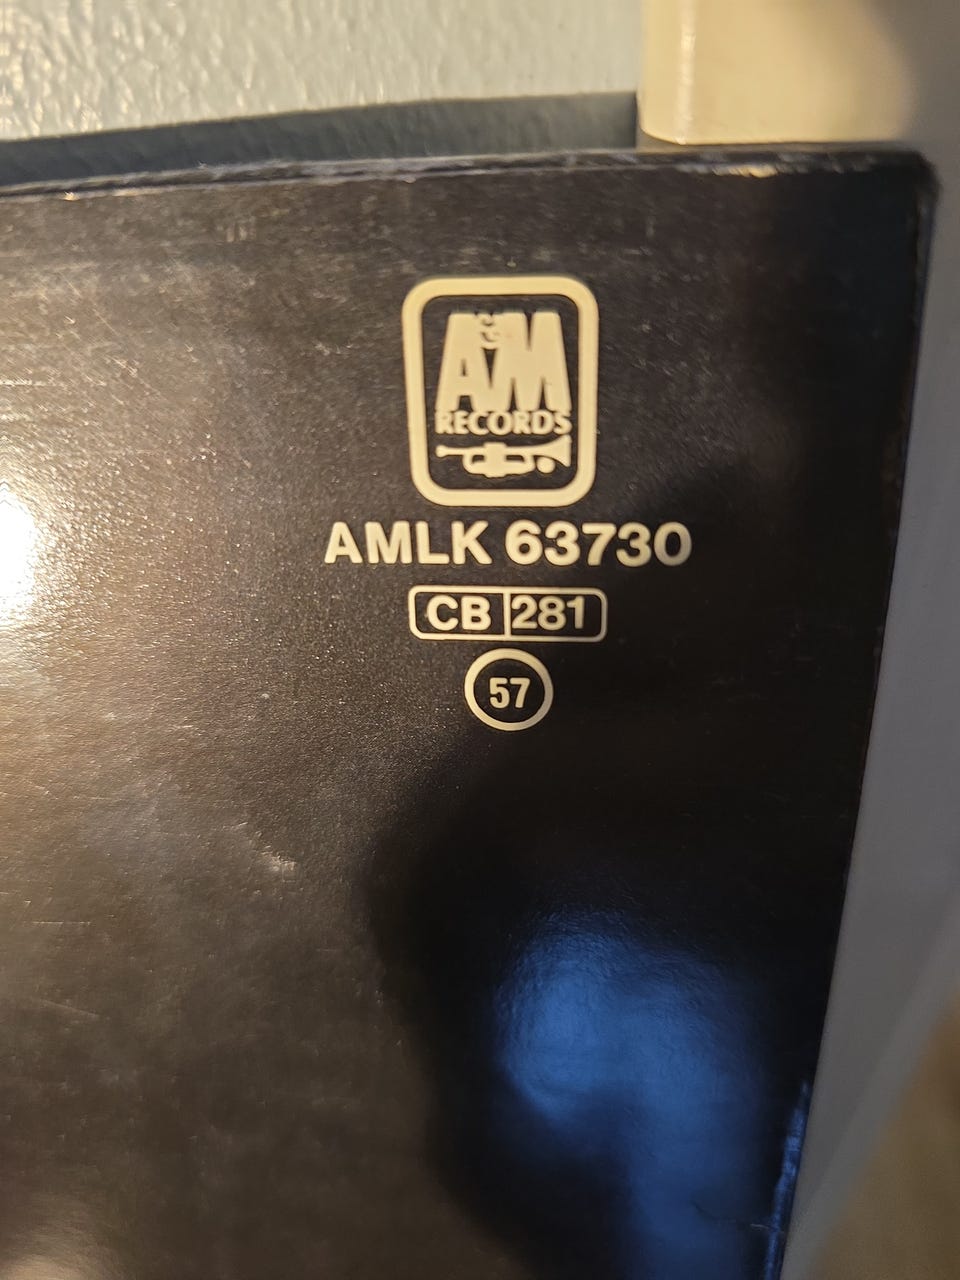 A&M
RECORDS
AMLK 63730
CB 281
57